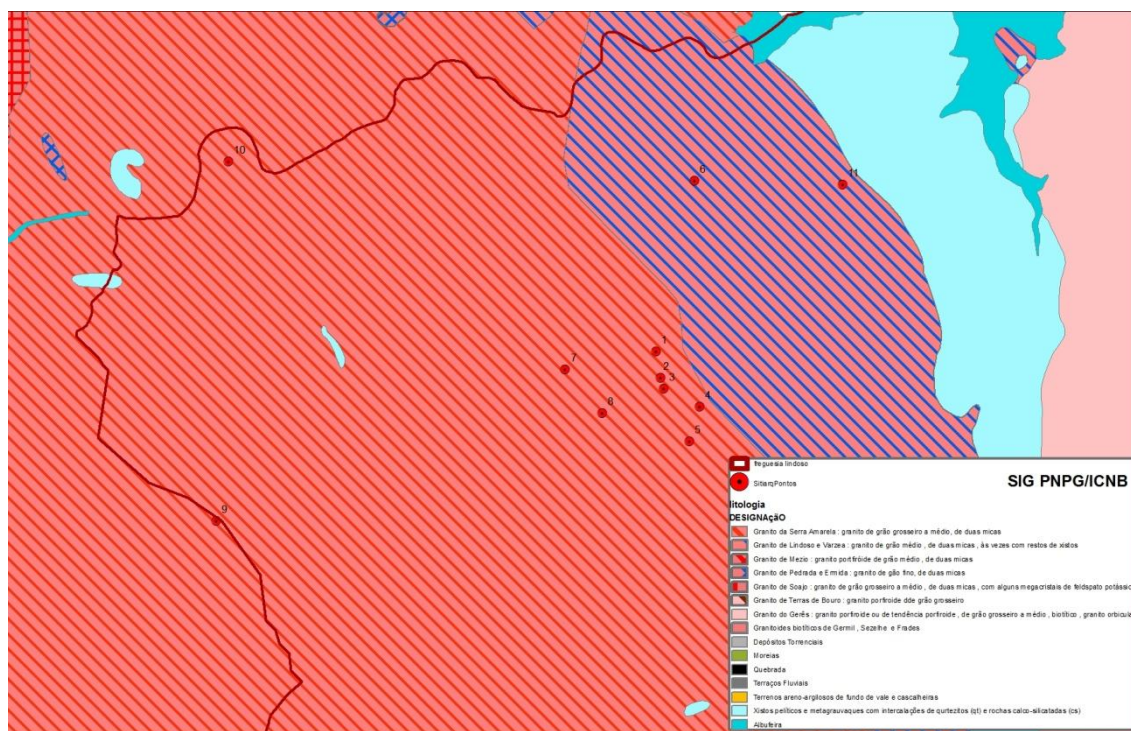 10
6
11
1
7
2
3
8
4
5
9
freguesia lindoso
SitiarqPontos
SIG PNPG/ICNB
litologia
DESIGNAçãO
Granito da Serra Amarela : granito de grão grosseiro a médio, de duas micas
Granito de Lindoso e Varzea : granito de grão médio , de duas micas , às vezes com restos de xistos
Granito de Mezio : granito portfróide de grão médio , de duas micas
Granito de Pedrada e Ermida : granito de gão fino, de duas micas
Granito de Soajo : granito de grão grosseiro a médio , de duas micas , com alguns megacristais de feldspato potássic
Granito de Terras de Bouro : granito porfiroide dde grão grosseiro
Granito do Gerês : granito porfiroide ou de tendência porfiroide , de grão grosseiro a médio , biotítico , granito orbicula
Granitoides biotíticos de Germil , Sezelhe e Frades
Depósitos Torrenciais
Moreias
Quebrada
Terraços Fluviais
Terrenos areno-argilosos de fundo de vale e cascalheiras
Xistos pelíticos e metagrauvaques com intercalações de qurtezitos (qt) e rochas calco-silicatadas (cs)
Albufeira